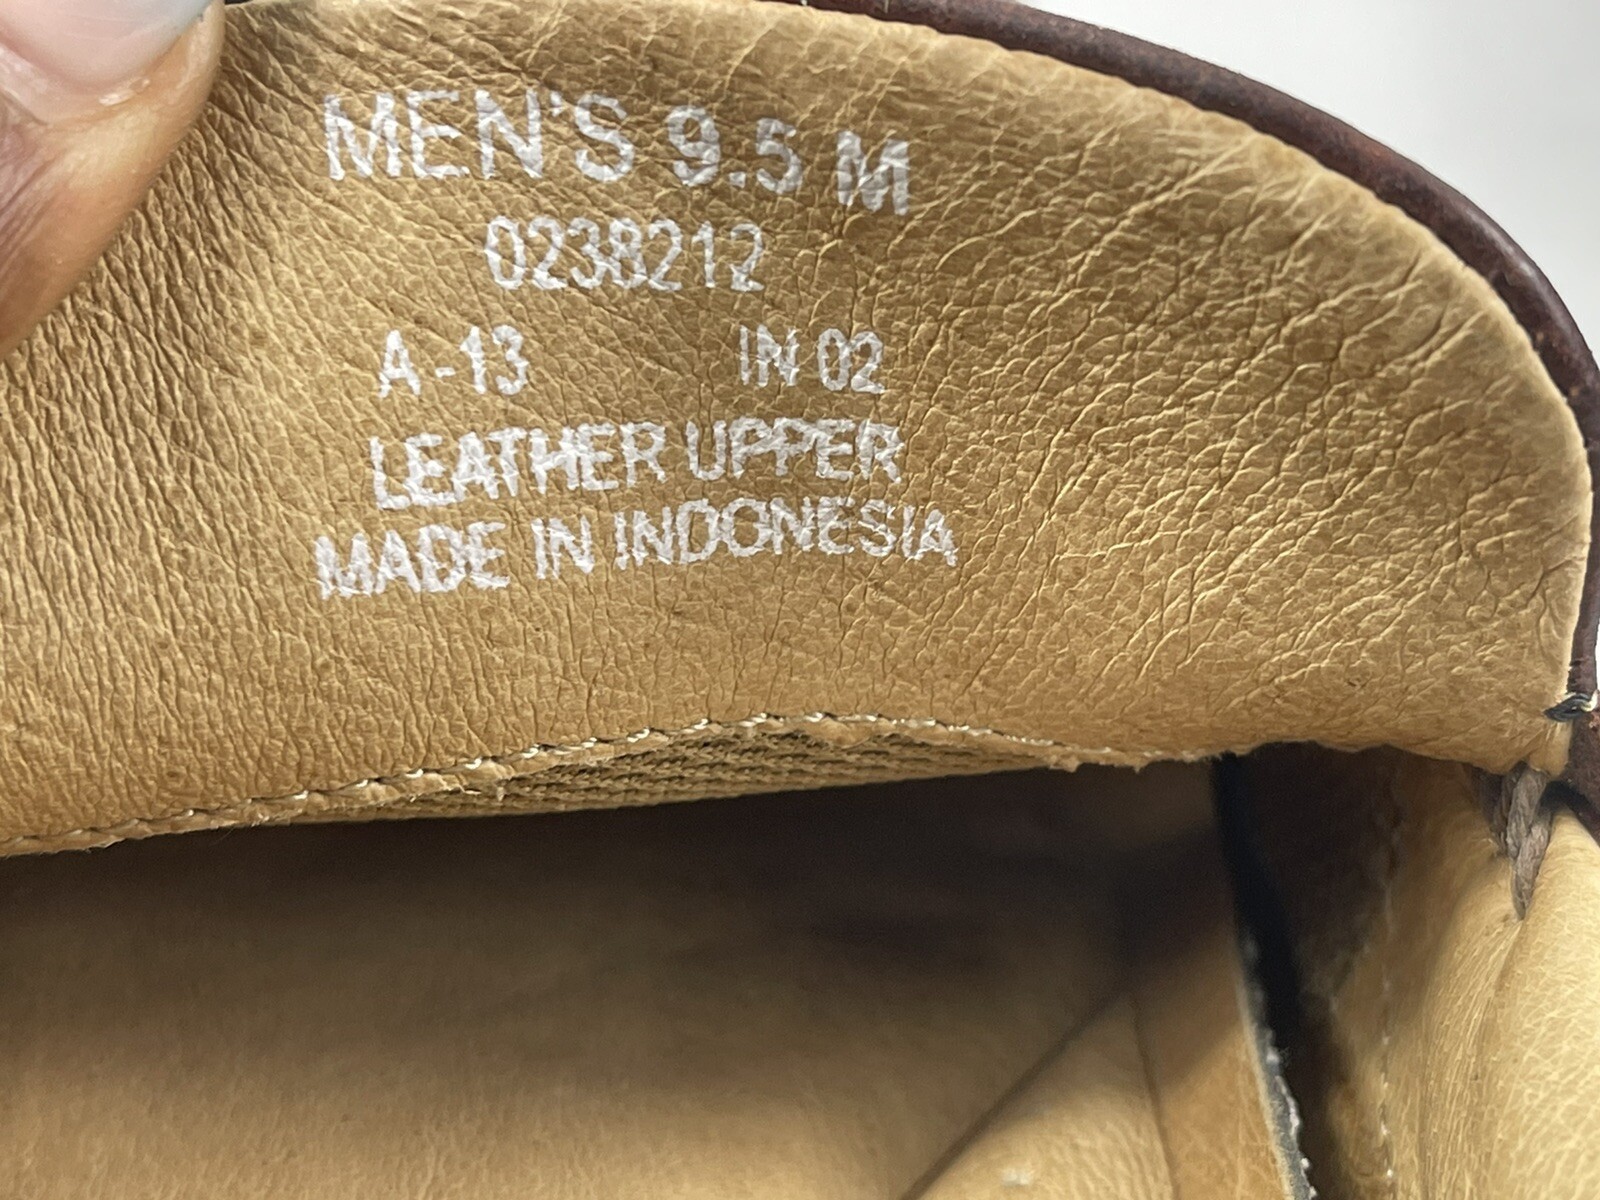 MEN'S 9.5 M
0238212
A-13 IN 02
LEATHER UPPER
MADE IN INDONESIA